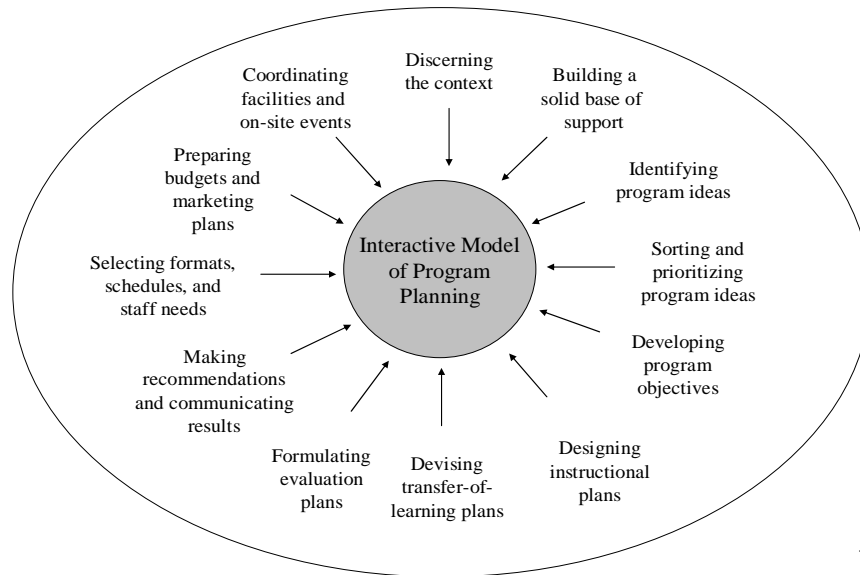 Discerning
the context
Building a
solid base of
support
Identifying
program ideas
Sorting and
prioritizing
program ideas
Developing
program
objectives
Designing
instructional
plans
Devising
transfer-of-
learning plans
Formulating
evaluation
plans
Making
recommendations
and communicating
results
Selecting formats,
schedules, and
staff needs
Preparing
budgets and
marketing
plans
Coordinating
facilities and
on-site events
Interactive Model
of Program
Planning